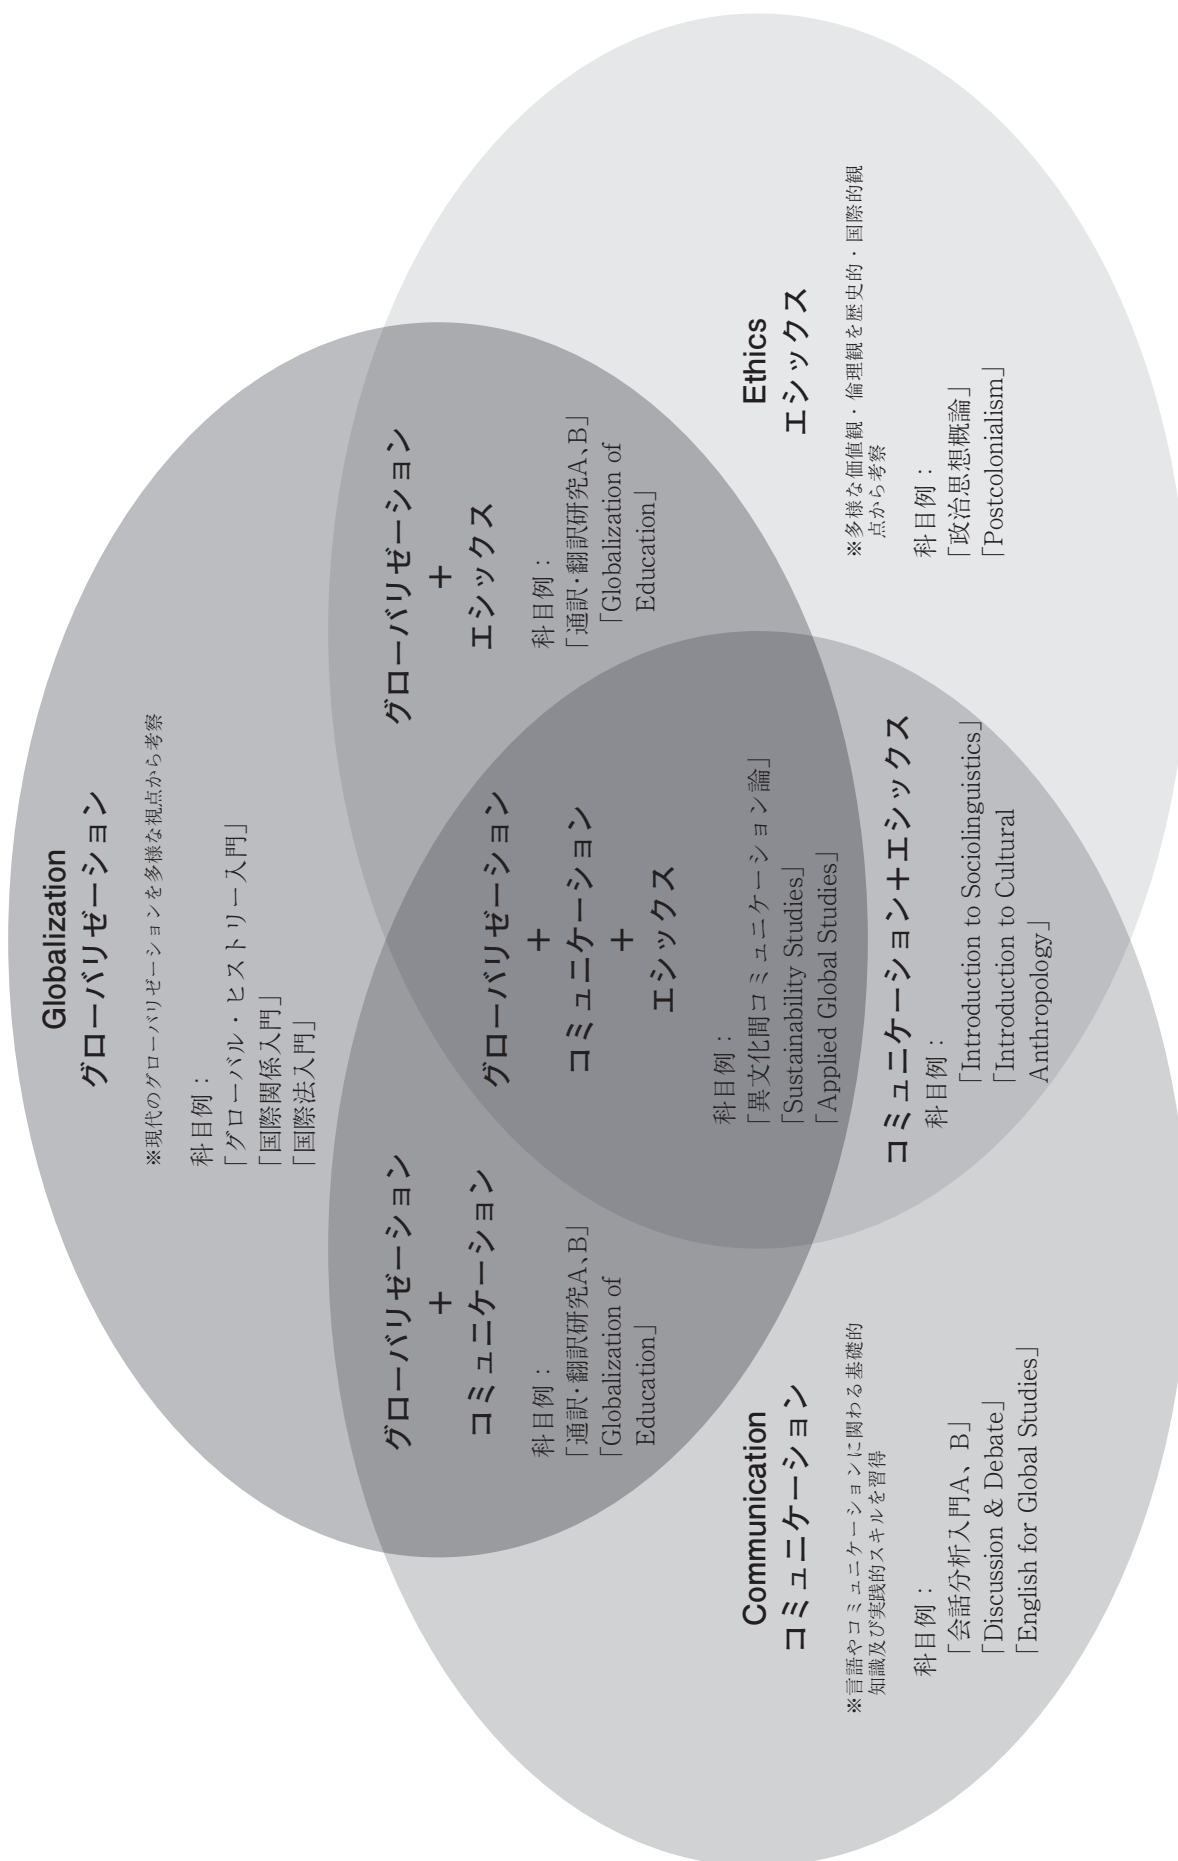 Globalization
グローバリゼーション
※現代のグローバリゼーションを多様な視点から考察
科目例：
「グローバル・ヒストリー入門」
「国際関係入門」
「国際法入門」
グローバリゼーション
＋
コミュニケーション
科目例：
「通訳・翻訳研究A、B」
「Globalization of
Education」
グローバリゼーション
＋
コミュニケーション
＋
エシックス
科目例：
「異文化間コミュニケーション論」
「Sustainability Studies」
「Applied Global Studies」
グローバリゼーション
＋
エシックス
科目例：
「通訳・翻訳研究A、B」
「Globalization of
Education」
Communication
コミュニケーション
※言語やコミュニケーションに関わる基礎的
知識及び実践的スキルを習得
科目例：
「会話分析入門A、B」
「Discussion & Debate」
「English for Global Studies」
コミュニケーション＋エシックス
科目例：
「Introduction to Sociolinguistics」
「Introduction to Cultural
Anthropology」
Ethics
エシックス
※多様な価値観・倫理観を歴史的・国際的観
点から考察
科目例：
「政治思想概論」
「Postcolonialism」